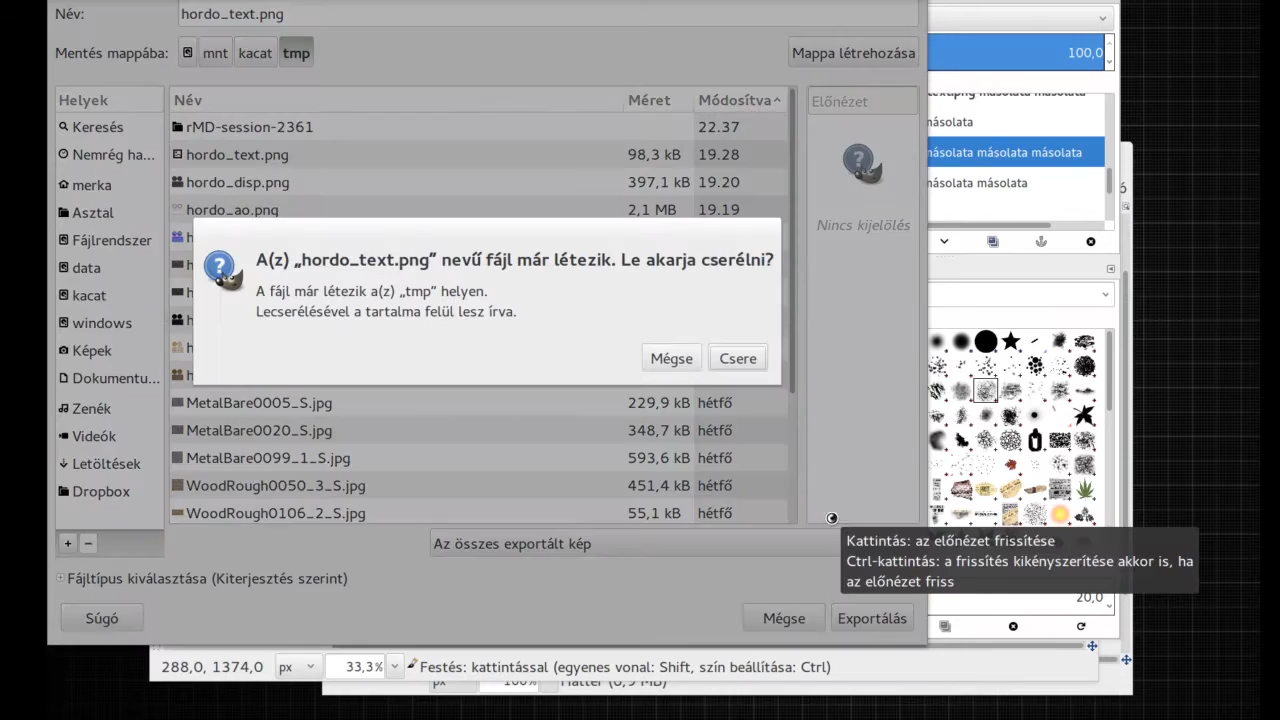 Név:
hordo_text.png
Mentés mappába:
mnt
kacat
tmp
Mappa létrehozása
Helyek
Keresés
Nemrég ha...
merka
Asztal
Fájlrendszer
data
kacat
windows
Képek
Dokumentu...
Zenék
Videók
Letöltések
Dropbox
Név Méret Módosítva
rMD-session-2361 22.37
hordo_text.png 98,3 kB 19.28
hordo_disp.png 397,1 kB 19.20
hordo_ao.png 2,1 MB 19.19
MetalBare0005_S.jpg 229,9 kB hétfő
MetalBare0020_S.jpg 348,7 kB hétfő
MetalBare0099_1_S.jpg 593,6 kB hétfő
WoodRough0050_3_S.jpg 451,4 kB hétfő
WoodRough0106_2_S.jpg 55,1 kB hétfő
Előnézet
Nincs kijelölés
A(z) „hordo_text.png” nevű fájl már létezik. Le akarja cserélni?
A fájl már létezik a(z) „tmp” helyen.
Lecserélésével a tartalma felül lesz írva.
Mégse
Csere
Az összes exportált kép
Fájltípus kiválasztása (Kiterjesztés szerint)
Súgó
Mégse
Exportálás
100,0
másolata
másolata másolata másolata
másolata másolata
Kattintás: az előnézet frissítése
Ctrl-kattintás: a frissítés kikényszerítése akkor is, ha
az előnézet friss
20,0
288,0, 1374,0
px
33,3%
Festés: kattintással (egyenes vonal: Shift, szín beállítása: Ctrl)
px
100%
Háttér (6,9 MB)